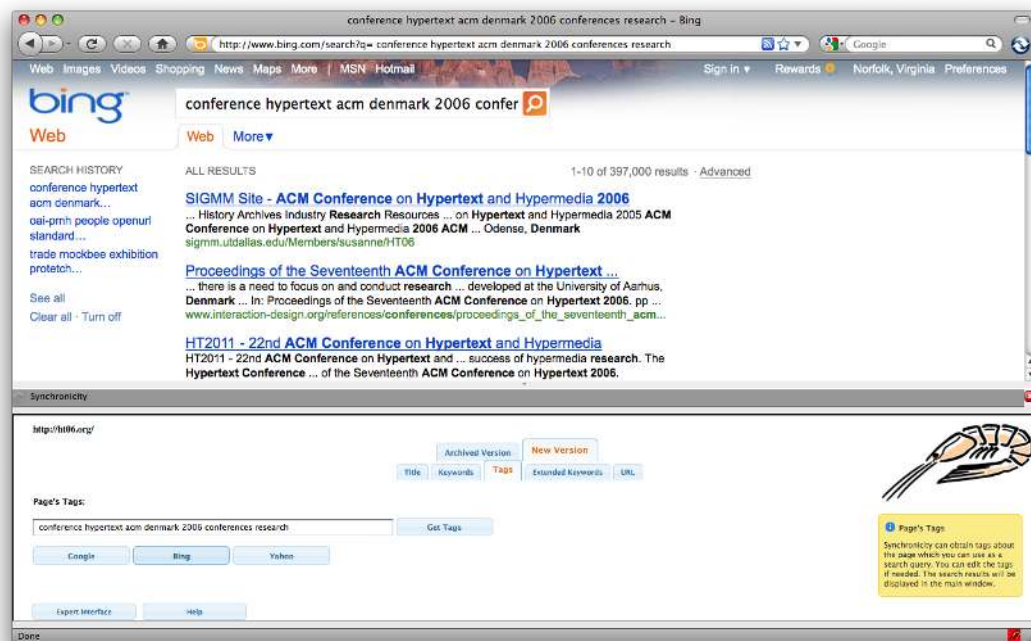 conference hypertext acm denmark 2006 conferences research – Bing
http://www.bing.com/search?q= conference hypertext acm denmark 2006 conferences research
Google
Web Images Videos Shopping News Maps More | MSN Hotmail
Sign in Rewards Norfolk, Virginia Preferences
bing
conference hypertext acm denmark 2006 confer
Web
Web More▼
SEARCH HISTORY
conference hypertext
acm denmark...
oai-pmh people openurl
standard...
trade mockbee exhibition
protetch...
See all
Clear all · Turn off
ALL RESULTS
1-10 of 397,000 results · Advanced
SIGMM Site - ACM Conference on Hypertext and Hypermedia 2006
... History Archives Industry Research Resources ... on Hypertext and Hypermedia 2005 ACM
Conference on Hypertext and Hypermedia 2006 ACM ... Odense, Denmark
sigmm.utdallas.edu/Members/susanne/HT06
Proceedings of the Seventeenth ACM Conference on Hypertext ...
... there is a need to focus on and conduct research ... developed at the University of Aarhus,
Denmark ... In: Proceedings of the Seventeenth ACM Conference on Hypertext 2006. pp ...
www.interaction-design.org/references/conferences/proceedings_of_the_seventeenth_acm...
HT2011 - 22nd ACM Conference on Hypertext and Hypermedia
HT2011 - 22nd ACM Conference on Hypertext and ... success of hypermedia research. The
Hypertext Conference ... of the Seventeenth ACM Conference on Hypertext 2006.
Synchronicity
http://ht06.org/
Archived Version New Version
Title Keywords Tags Extended Keywords URL
Page's Tags:
conference hypertext acm denmark 2006 conferences research
Get Tags
Google Bing Yahoo
Page's Tags
Synchronicity can obtain tags about
the page which you can use as a
search query. You can edit the tags
if needed. The search results will be
displayed in the main window.
Expert Interface Help
Done